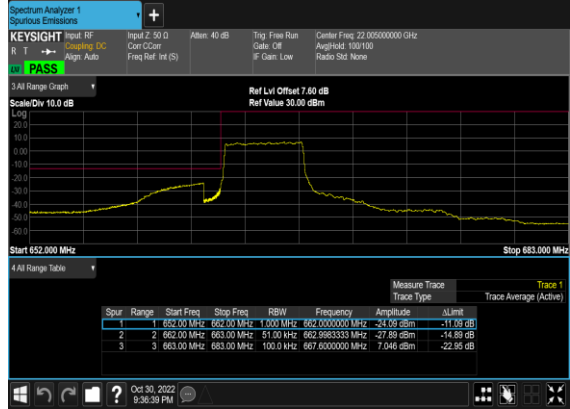 Spectrum Analyzer 1
Spurious Emissions
KEYSIGHT Input: RF Input Z: 50 Ω Atten: 40 dB Trig: Free Run Center Freq: 22.005000000 GHz
R T Coupling: DC Corr CCorr Gate: Off Avg|Hold: 100/100
Align: Auto Freq Ref: Int (S) IF Gain: Low Radio Std: None
PASS
3 All Range Graph
Ref Lvl Offset 7.60 dB
Scale/Div 10.0 dB Ref Value 30.00 dBm
Log
20.0
10.0
0.00
-10.0
-20.0
-30.0
-40.0
-50.0
-60.0
Start 652.000 MHz Stop 683.000 MHz
4 All Range Table
Measure Trace Trace 1
Trace Type Trace Average (Active)
Spur Range Start Freq Stop Freq RBW Frequency Amplitude ΔLimit
1 1 652.00 MHz 662.00 MHz 1.000 MHz 662.0000000 MHz -24.09 dBm -11.09 dB
2 2 662.00 MHz 663.00 MHz 51.00 kHz 662.9983333 MHz -27.89 dBm -14.89 dB
3 3 663.00 MHz 683.00 MHz 100.0 kHz 667.6000000 MHz 7.046 dBm -22.95 dB
? Oct 30, 2022
9:36:39 PM